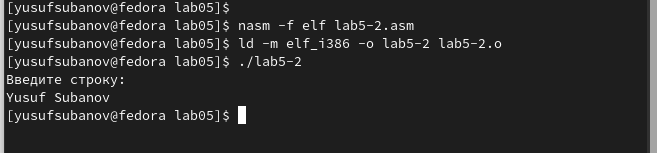 [yusufsubanov@fedora lab05]$
[yusufsubanov@fedora lab05]$ nasm -f elf lab5-2.asm
[yusufsubanov@fedora lab05]$ ld -m elf_i386 -o lab5-2 lab5-2.o
[yusufsubanov@fedora lab05]$ ./lab5-2
Введите строку:
Yusuf Subanov
[yusufsubanov@fedora lab05]$